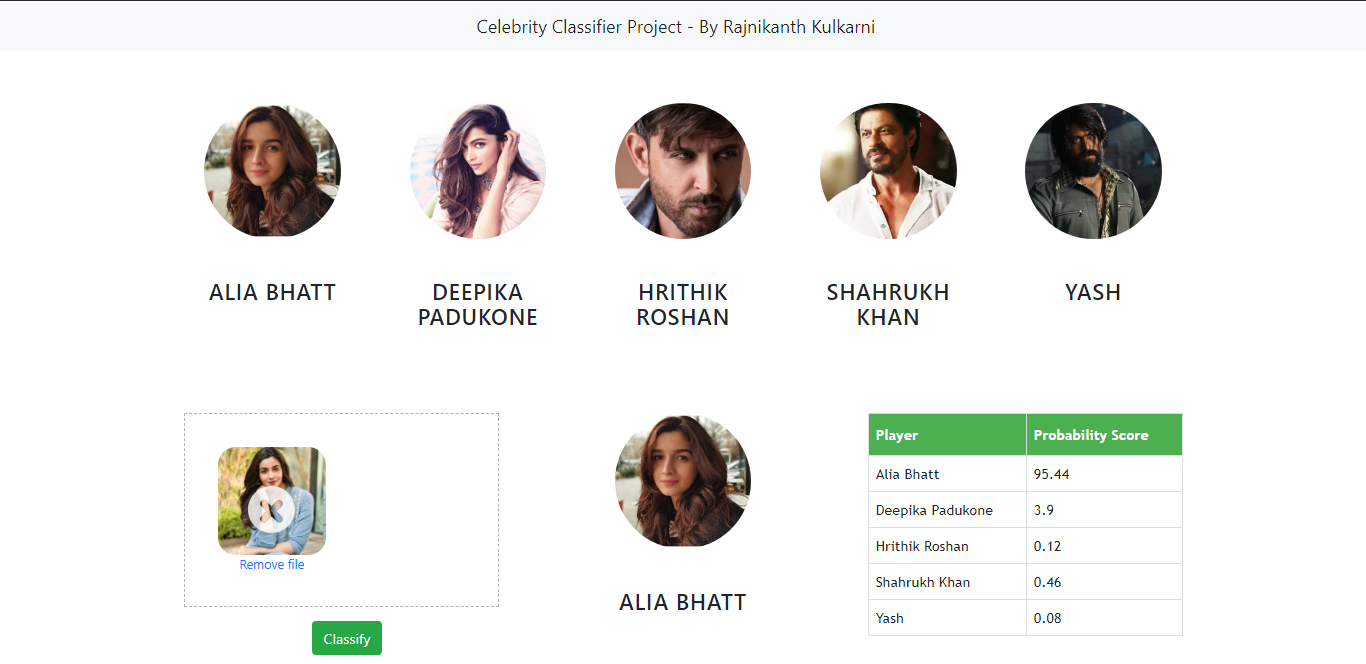 Celebrity Classifier Project - By Rajnikanth Kulkarni
ALIA BHATT
DEEPIKA
PADUKONE
HRITHIK
ROSHAN
SHAHRUKH
KHAN
YASH
Remove file
Classify
ALIA BHATT
Player Probability Score
Alia Bhatt 95.44
Deepika Padukone 3.9
Hrithik Roshan 0.12
Shahrukh Khan 0.46
Yash 0.08